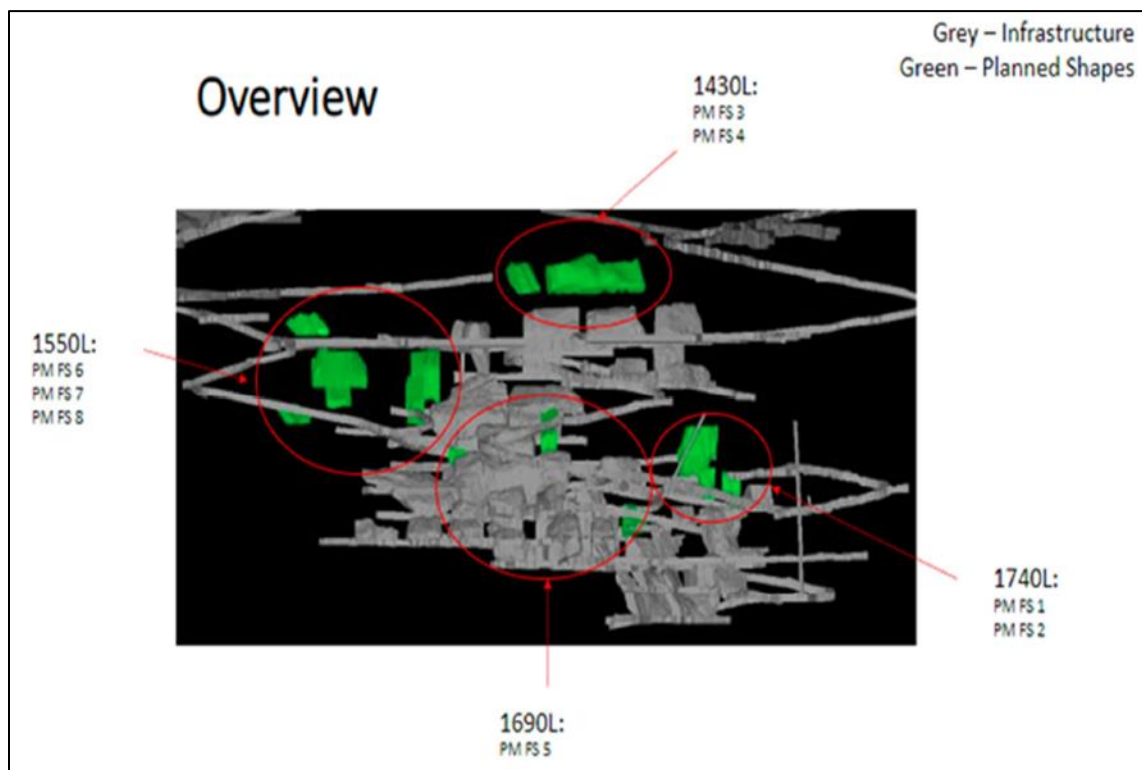 Grey – Infrastructure
Green – Planned Shapes
Overview
1430L:
PM FS 3
PM FS 4
1550L:
PM FS 6
PM FS 7
PM FS 8
1740L:
PM FS 1
PM FS 2
1690L:
PM FS 5